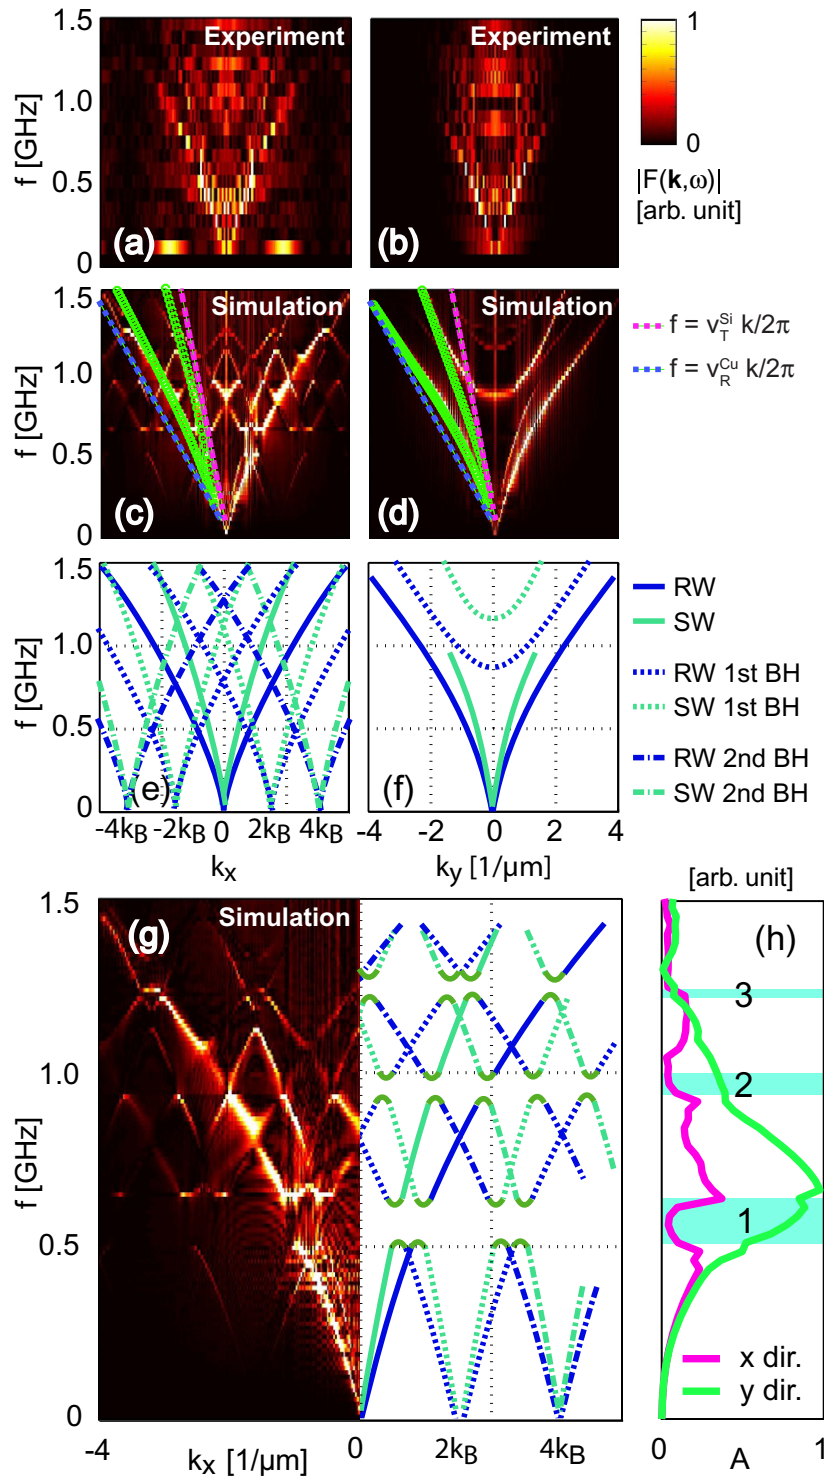 1.5
Experiment
Experiment
1
1.0
f [GHz]
0.5
0
|F(k,ω)|
[arb. unit]
(a)
(b)
0
1.5
Simulation
Simulation
f = v_T^Si k/2π
f = v_R^Cu k/2π
1.0
f [GHz]
0.5
(c)
(d)
0
1.5
RW
SW
1.0
f [GHz]
RW 1st BH
SW 1st BH
0.5
RW 2nd BH
SW 2nd BH
(e)
(f)
0
-4k_B -2k_B 0 2k_B 4k_B
-4 -2 0 2 4
k_x
k_y [1/μm]
[arb. unit]
1.5
(g)
Simulation
(h)
3
1.0
2
f [GHz]
1
0.5
x dir.
y dir.
0
-4
k_x [1/μm]
0 2k_B 4k_B
0 A 1